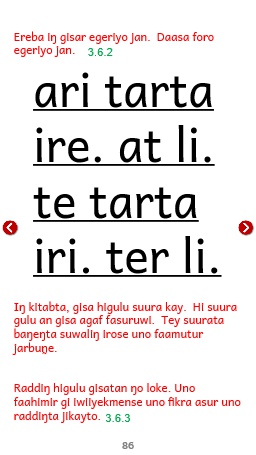 Ereba iŋ gisar egeriyo jan.  Daasa foro
egeriyo jan.    3.6.2
ari tarta
ire. at li.
te tarta
iri. ter li.
Iŋ kitabta, gisa higulu suura kay.  Hi suura
gulu an gisa agaf fasuruwi.  Tey suurata
baŋeŋta suwaliŋ irose uno faamutur
jarbuŋe.
Raddiŋ higulu gisatan ŋo loke. Uno
faahimir gi iwiiyekmense uno fikra asur uno
raddiŋta jikayto.  3.6.3
86